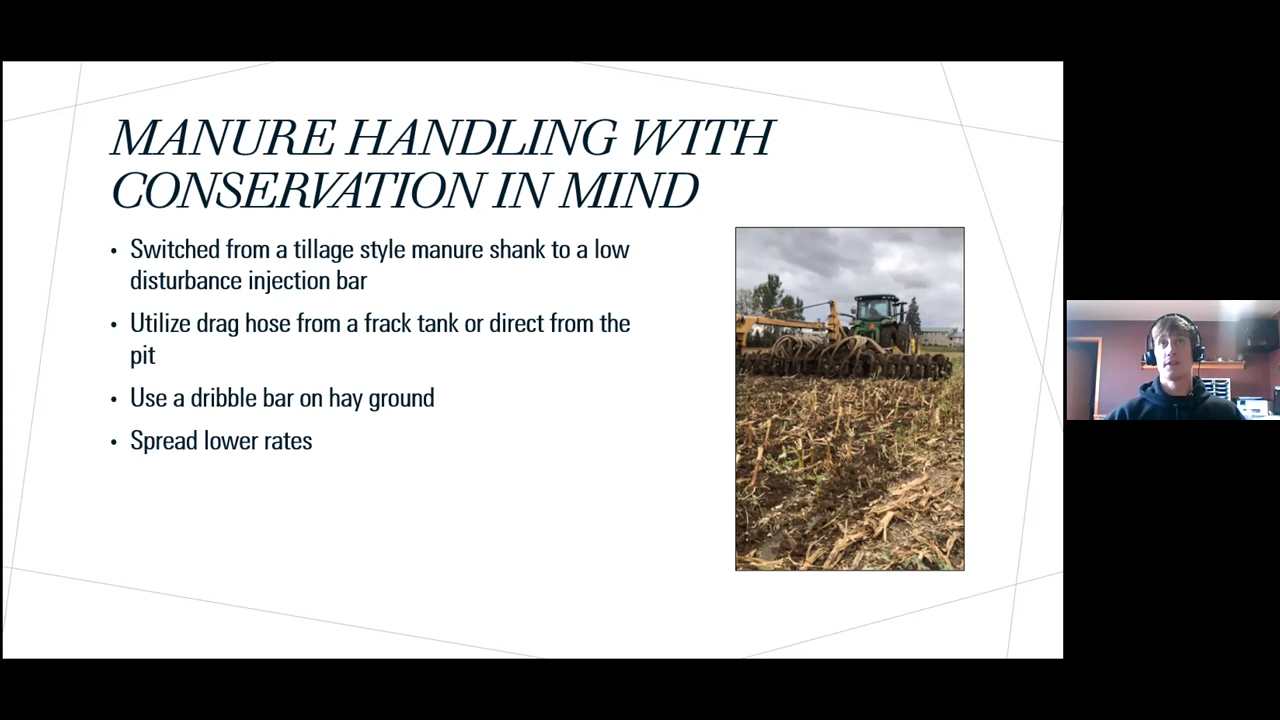 MANURE HANDLING WITH
CONSERVATION IN MIND
• Switched from a tillage style manure shank to a low
disturbance injection bar
• Utilize drag hose from a frack tank or direct from the
pit
• Use a dribble bar on hay ground
• Spread lower rates